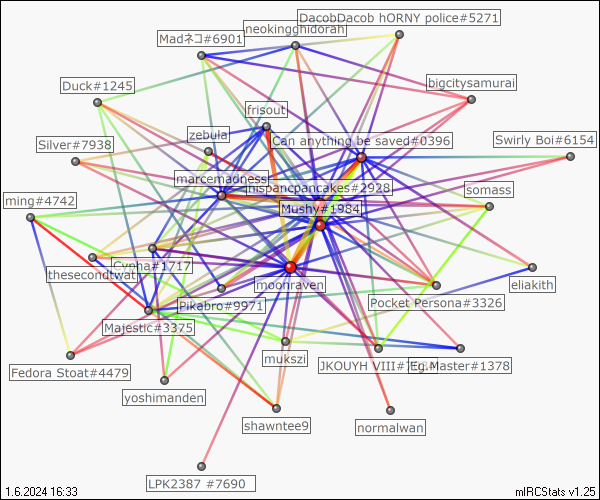 DacobDacob hORNY police#5271
neokingghidorah
Madネコ#6901
Duck#1245
bigcitysamurai
frisout
zebula
Can anything be saved#0396
Swirly Boi#6154
Silver#7938
marcemadness
hispancpancakes#2928
somass
ming#4742
Mushy#1984
Cynha#1717
thesecondtwat
moonraven
eliakith
Pikabro#9971
Pocket Persona#3326
Majestic#3375
mukszi
JKOUYH VIII#
Eg.Master#1378
Fedora Stoat#4479
yoshimanden
shawntee9
normalwan
LPK2387 #7690
1.6.2024 16:33
mIRCStats v1.25